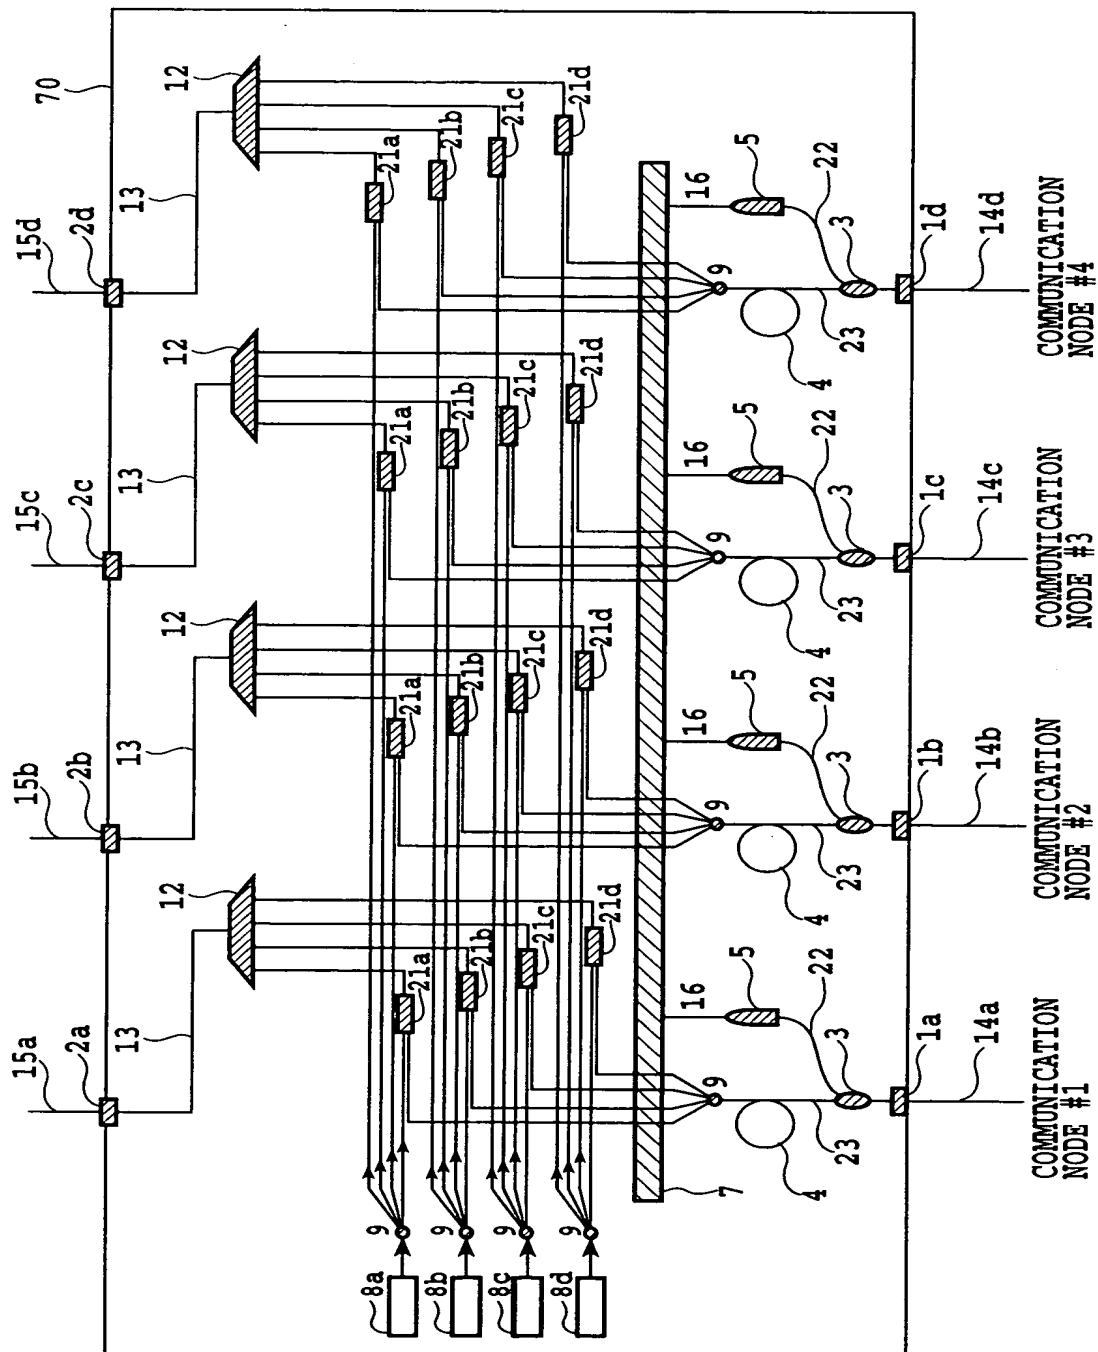 8a
8b
8c
8d
9
9
9
9
7
15a
2a
13
12
21a
21b
21c
21d
9
16
5
22
4
23
3
1a
14a
COMMUNICATION
NODE #1
15b
2b
13
12
21a
21b
21c
21d
9
16
5
22
4
23
3
1b
14b
COMMUNICATION
NODE #2
15c
2c
13
12
21a
21b
21c
21d
9
16
5
22
4
23
3
1c
14c
COMMUNICATION
NODE #3
15d
2d
13
12
70
21a
21b
21c
21d
9
16
5
22
4
23
3
1d
14d
COMMUNICATION
NODE #4